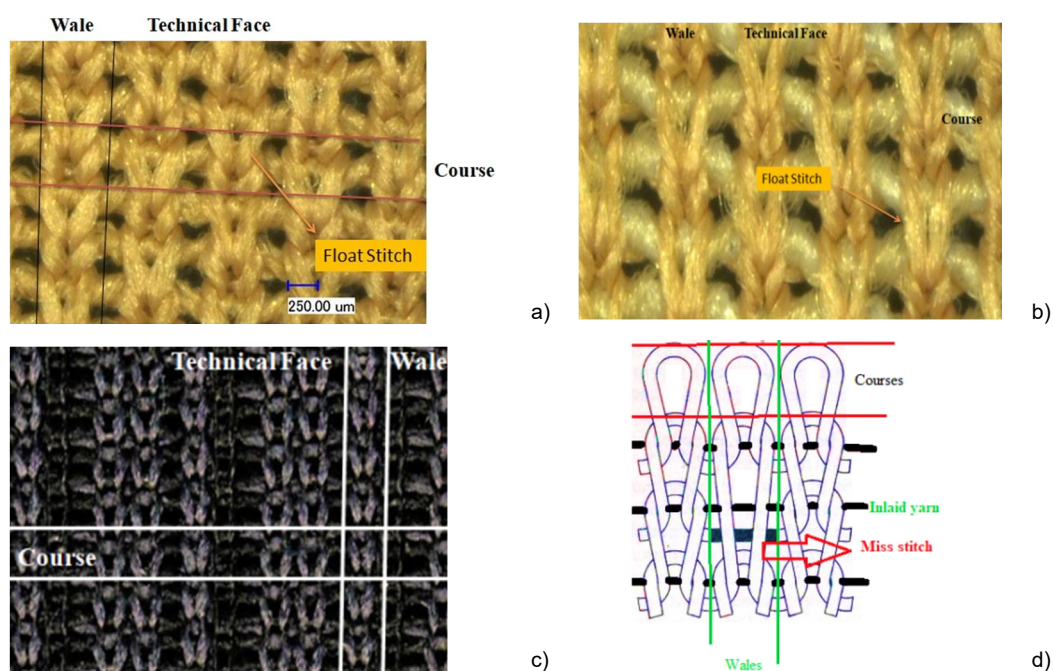 Wale Technical Face
Course
Float Stitch
250.00 um
a)
Wale Technical Face
Course
Float Stitch
b)
Technical Face Wale
Course
c)
Courses
Inlaid yarn
Miss stitch
Wales
d)